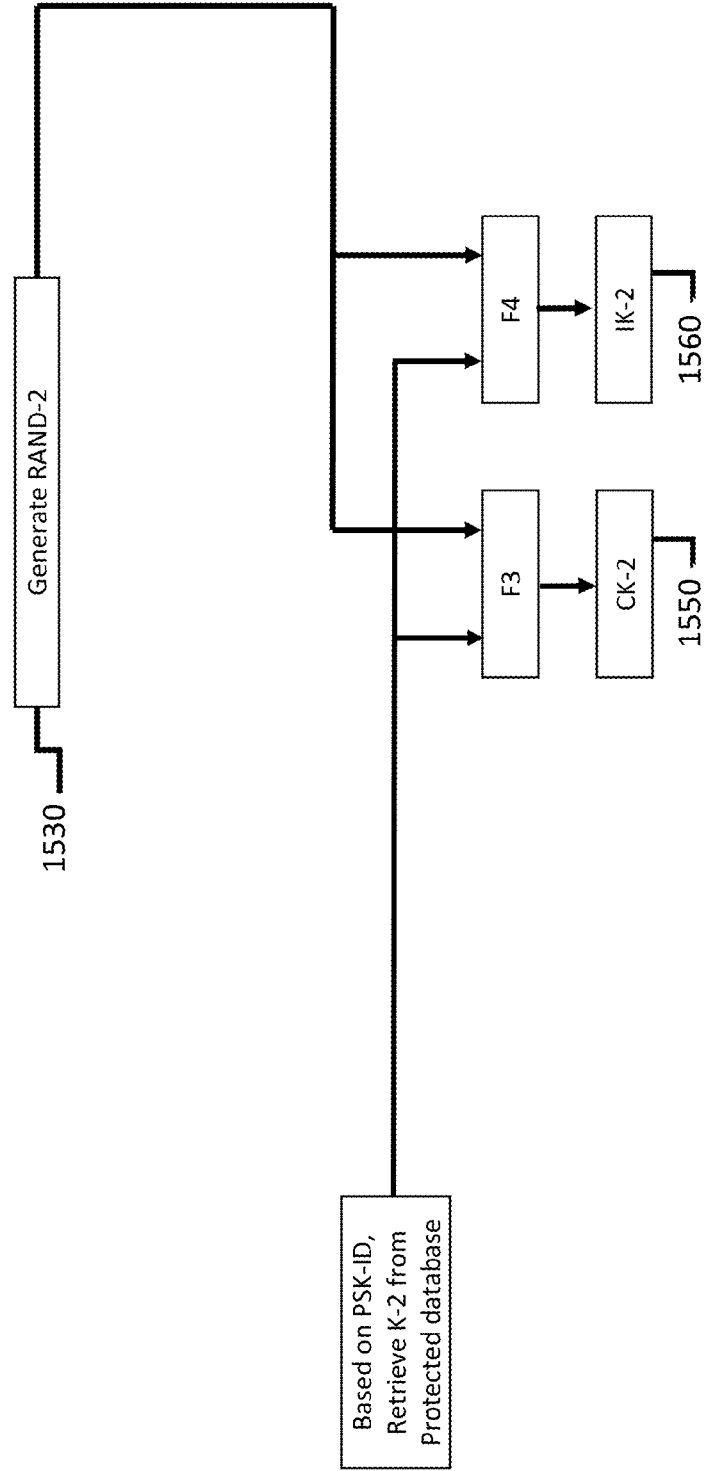 Generate RAND-2
1530
Based on PSK-ID,
Retrieve K-2 from
Protected database
F3
F4
CK-2
IK-2
1550
1560